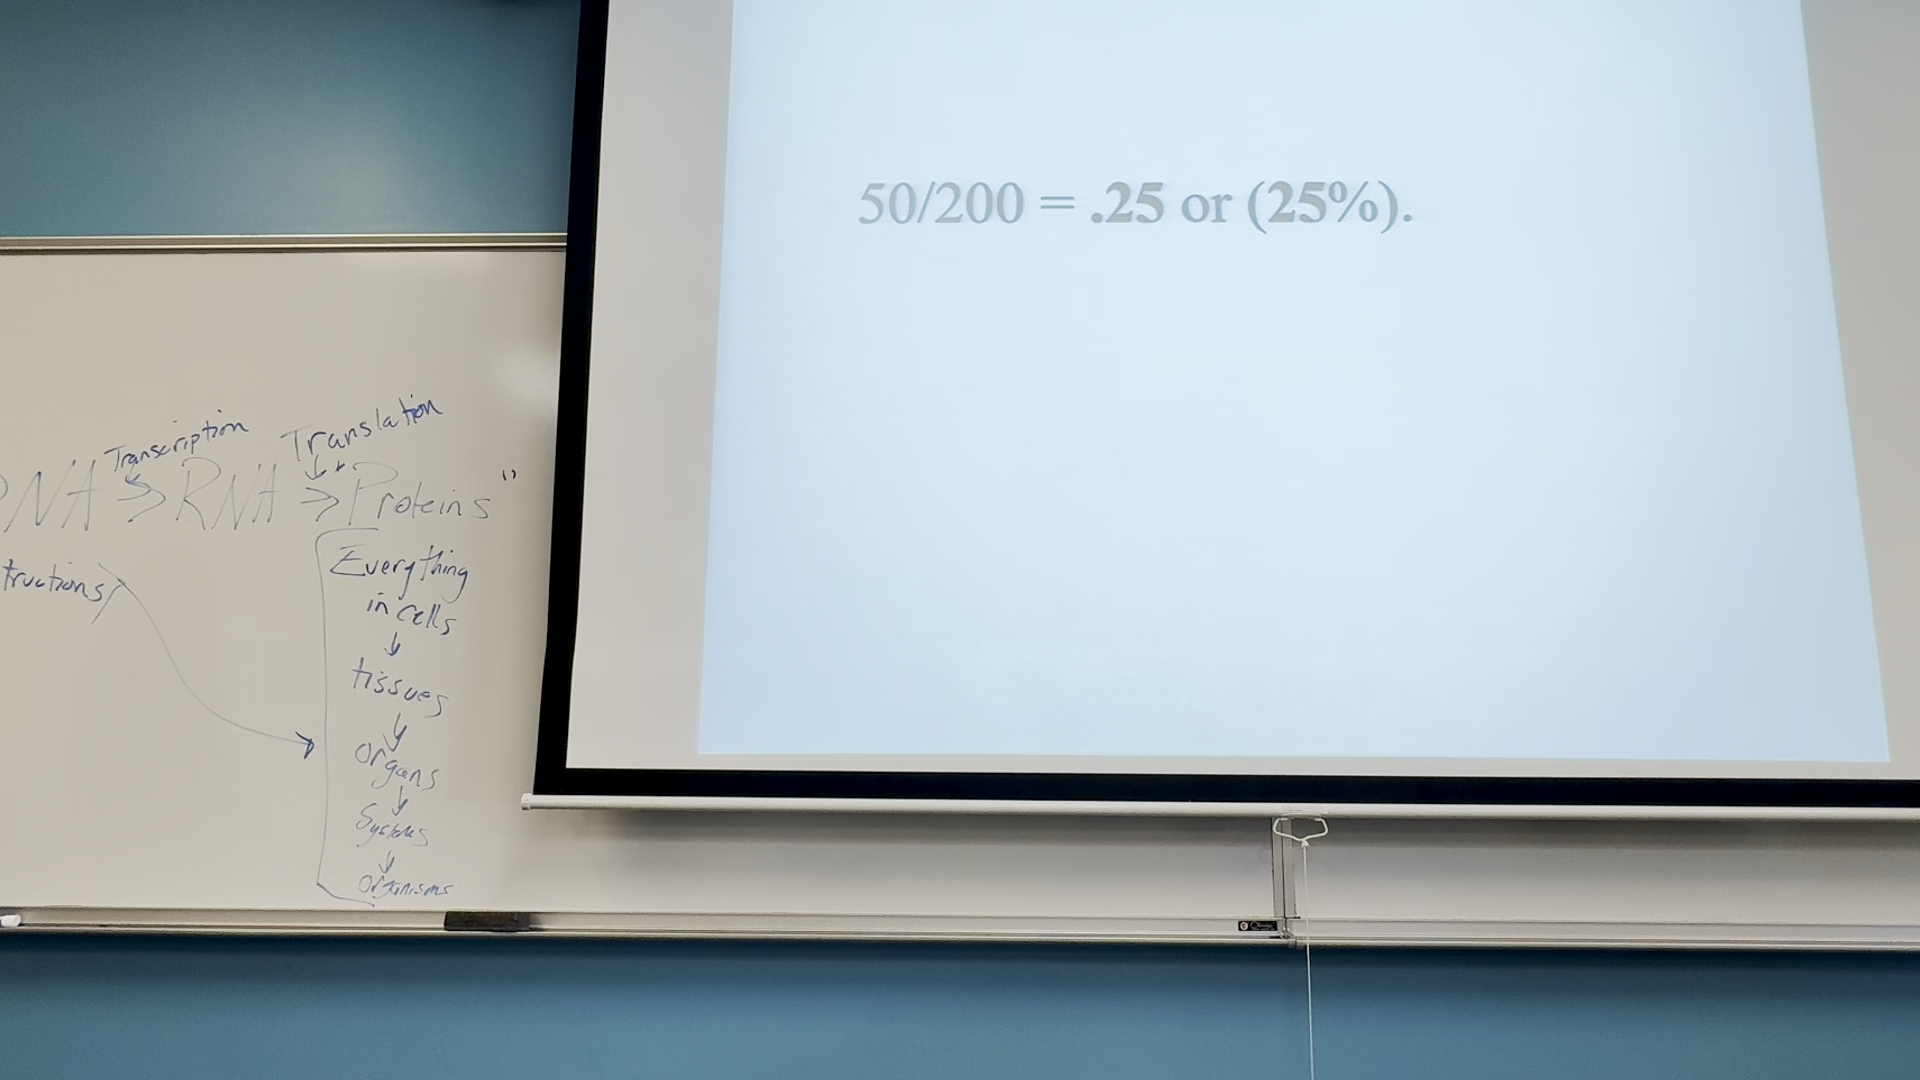 50/200 = .25 or (25%).
Transcription Translation
NA → RNA → Proteins"
tructions)
Everything
in cells
↓
tissues
↓
organs
↓
Systems
↓
organisms